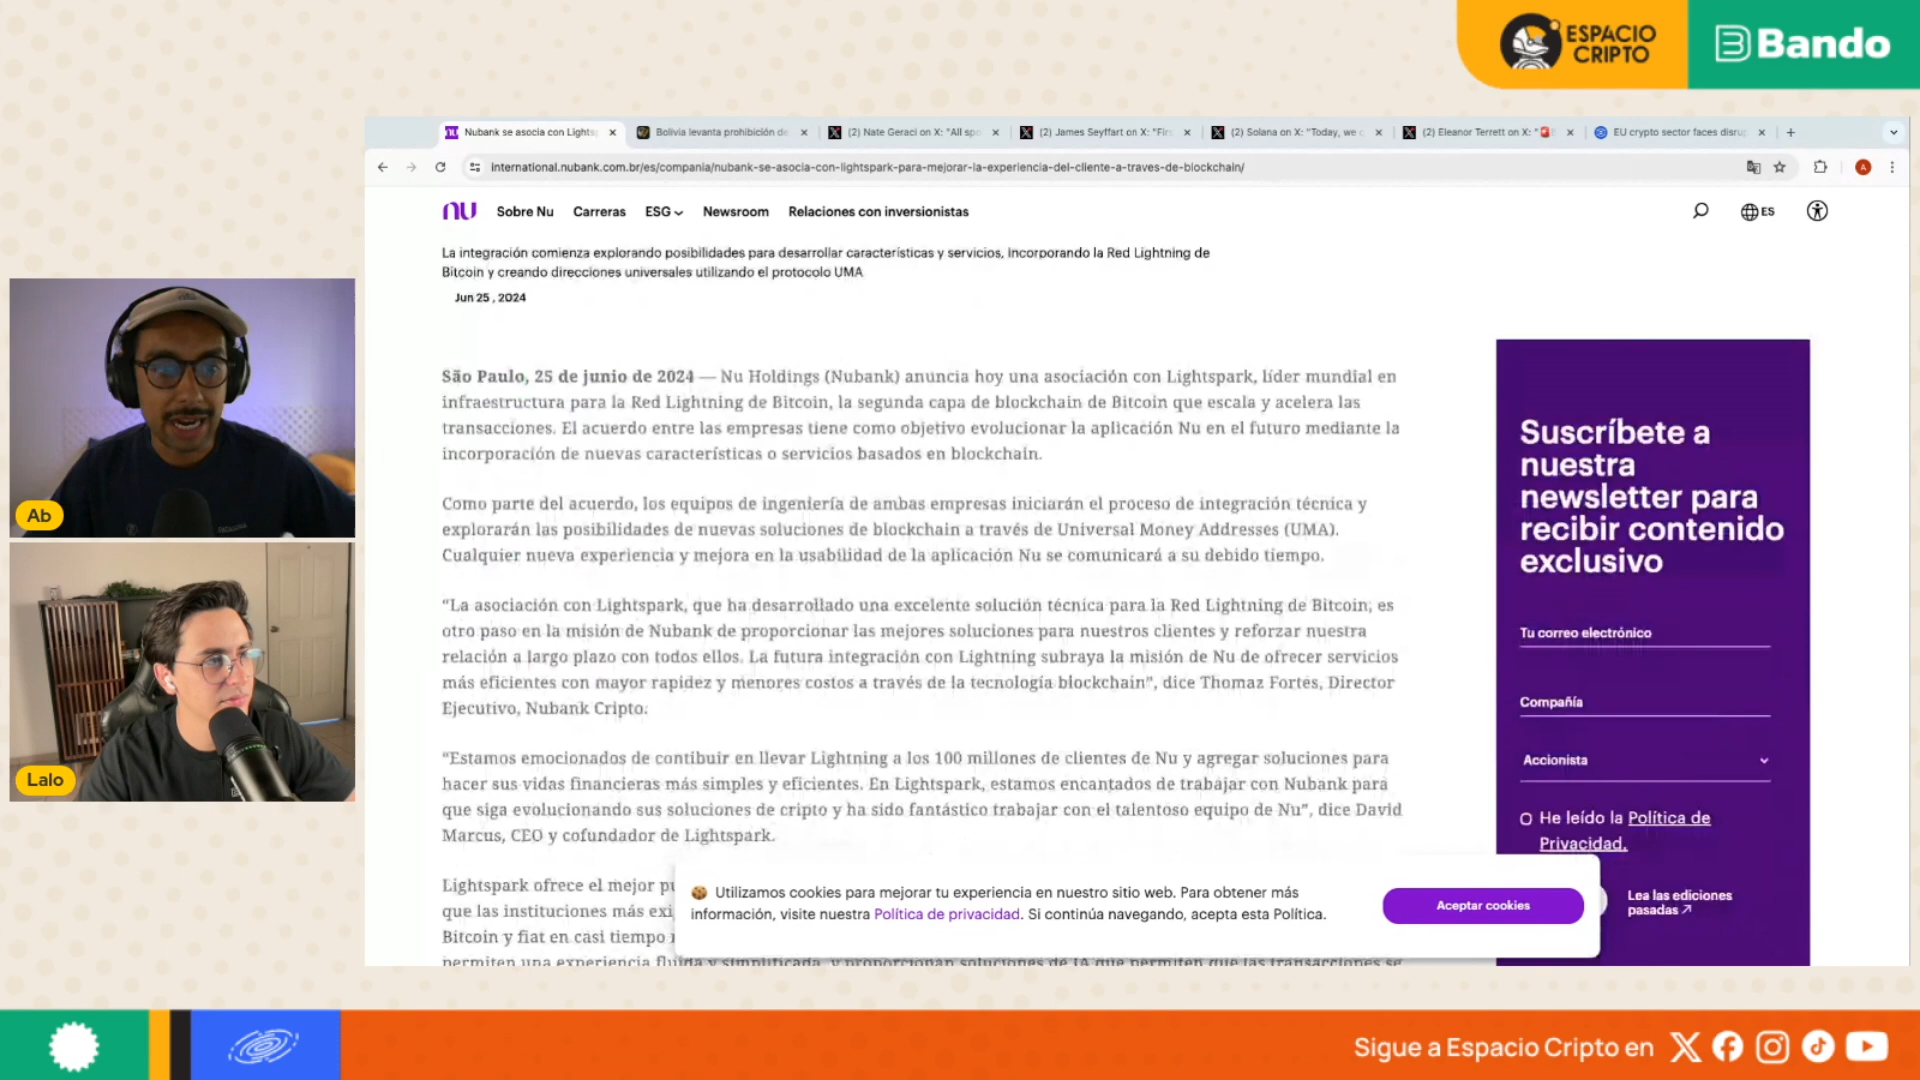 ESPACIO
CRIPTO
Bando
Nubank se asocia con Lights
Bolivia levanta prohibición de
(2) Nate Geraci on X: "All spo
(2) James Seyffart on X: "Firs
(2) Solana on X: "Today, we c
(2) Eleanor Terrett on X: "
EU crypto sector faces disrup
international.nubank.com.br/es/compania/nubank-se-asocia-con-lightspark-para-mejorar-la-experiencia-del-cliente-a-traves-de-blockchain/
A
nu
Sobre Nu
Carreras
ESG
Newsroom
Relaciones con inversionistas
ES
La integración comienza explorando posibilidades para desarrollar características y servicios, incorporando la Red Lightning de
Bitcoin y creando direcciones universales utilizando el protocolo UMA
Jun 25 , 2024
São Paulo, 25 de junio de 2024 — Nu Holdings (Nubank) anuncia hoy una asociación con Lightspark, líder mundial en
infraestructura para la Red Lightning de Bitcoin, la segunda capa de blockchain de Bitcoin que escala y acelera las
transacciones. El acuerdo entre las empresas tiene como objetivo evolucionar la aplicación Nu en el futuro mediante la
incorporación de nuevas características o servicios basados en blockchain.
Como parte del acuerdo, los equipos de ingeniería de ambas empresas iniciarán el proceso de integración técnica y
explorarán las posibilidades de nuevas soluciones de blockchain a través de Universal Money Addresses (UMA).
Cualquier nueva experiencia y mejora en la usabilidad de la aplicación Nu se comunicará a su debido tiempo.
“La asociación con Lightspark, que ha desarrollado una excelente solución técnica para la Red Lightning de Bitcoin, es
otro paso en la misión de Nubank de proporcionar las mejores soluciones para nuestros clientes y reforzar nuestra
relación a largo plazo con todos ellos. La futura integración con Lightning subraya la misión de Nu de ofrecer servicios
más eficientes con mayor rapidez y menores costos a través de la tecnología blockchain”, dice Thomaz Fortes, Director
Ejecutivo, Nubank Cripto.
“Estamos emocionados de contibuir en llevar Lightning a los 100 millones de clientes de Nu y agregar soluciones para
hacer sus vidas financieras más simples y eficientes. En Lightspark, estamos encantados de trabajar con Nubank para
que siga evolucionando sus soluciones de cripto y ha sido fantástico trabajar con el talentoso equipo de Nu”, dice David
Marcus, CEO y cofundador de Lightspark.
Lightspark ofrece el mejor
que las instituciones más
Bitcoin y fiat en casi tiempo
permiten una experiencia fluida y simplificada, y proporcionan soluciones de IA que permiten que las transacciones se
Suscríbete a
nuestra
newsletter para
recibir contenido
exclusivo
Tu correo electrónico
Compañía
Accionista
He leído la Política de
Privacidad.
Lea las ediciones
pasadas
Utilizamos cookies para mejorar tu experiencia en nuestro sitio web. Para obtener más
información, visite nuestra Política de privacidad. Si continúa navegando, acepta esta Política.
Aceptar cookies
Ab
Lalo
Sigue a Espacio Cripto en